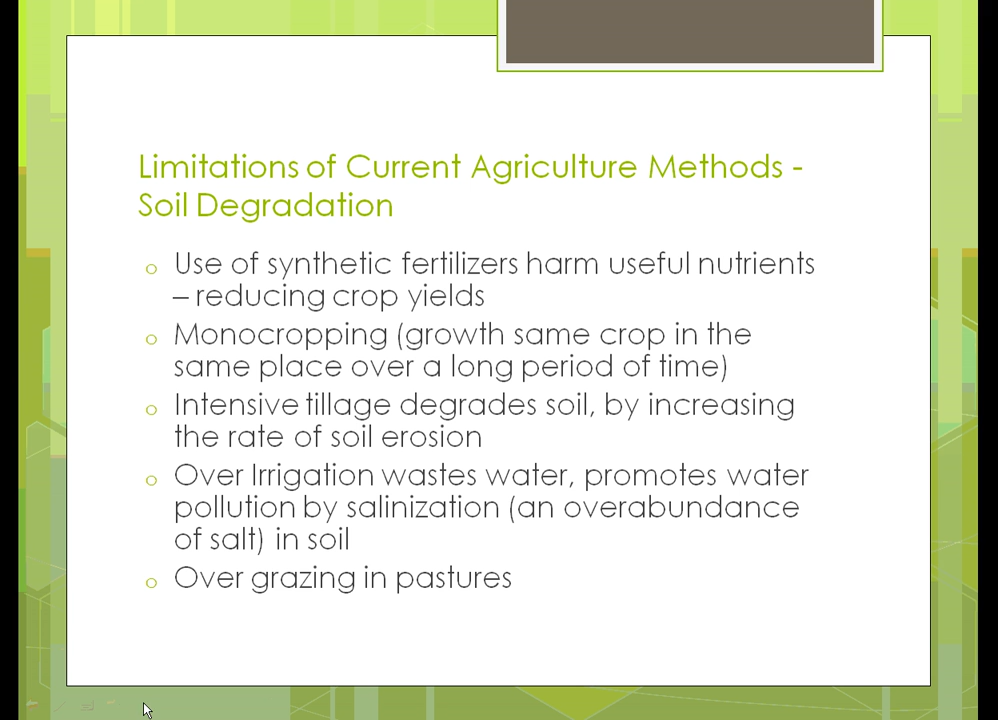 Limitations of Current Agriculture Methods -
Soil Degradation
o Use of synthetic fertilizers harm useful nutrients
– reducing crop yields
o Monocropping (growth same crop in the
same place over a long period of time)
o Intensive tillage degrades soil, by increasing
the rate of soil erosion
o Over Irrigation wastes water, promotes water
pollution by salinization (an overabundance
of salt) in soil
o Over grazing in pastures